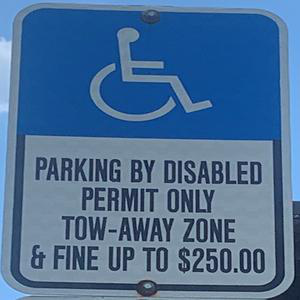 PARKING BY DISABLED
PERMIT ONLY
TOW-AWAY ZONE
& FINE UP TO $250.00